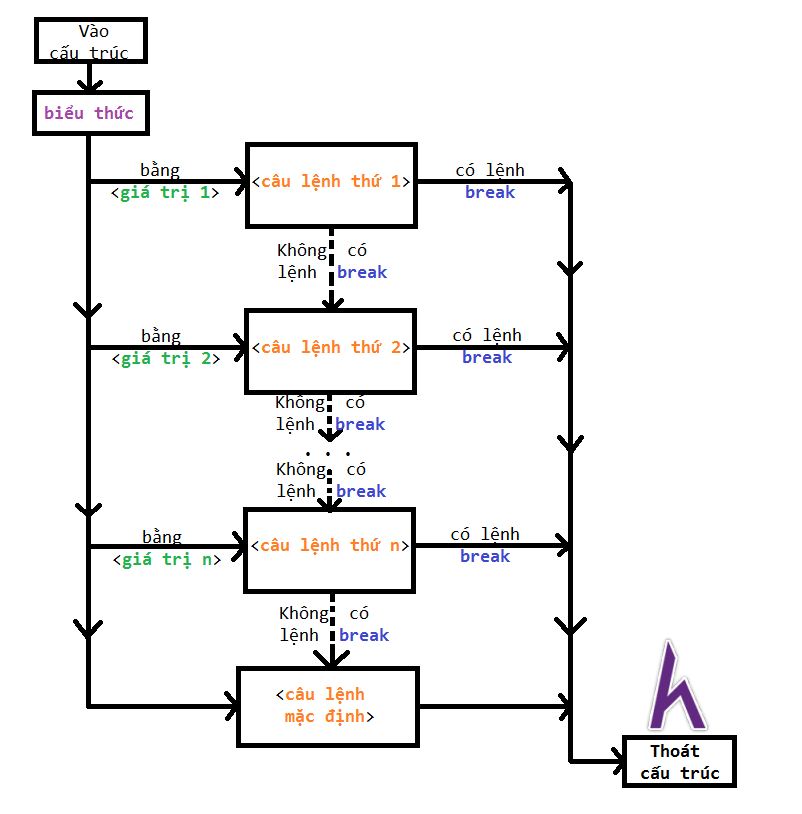 Vào
cấu trúc
biểu thức
bằng
<giá trị 1>
<câu lệnh thứ 1>
có lệnh
break
Không có
lệnh break
bằng
<giá trị 2>
<câu lệnh thứ 2>
có lệnh
break
Không có
lệnh break
. . .
Không có
lệnh break
bằng
<giá trị n>
<câu lệnh thứ n>
có lệnh
break
Không có
lệnh break
<câu lệnh
mặc định>
Thoát
cấu trúc